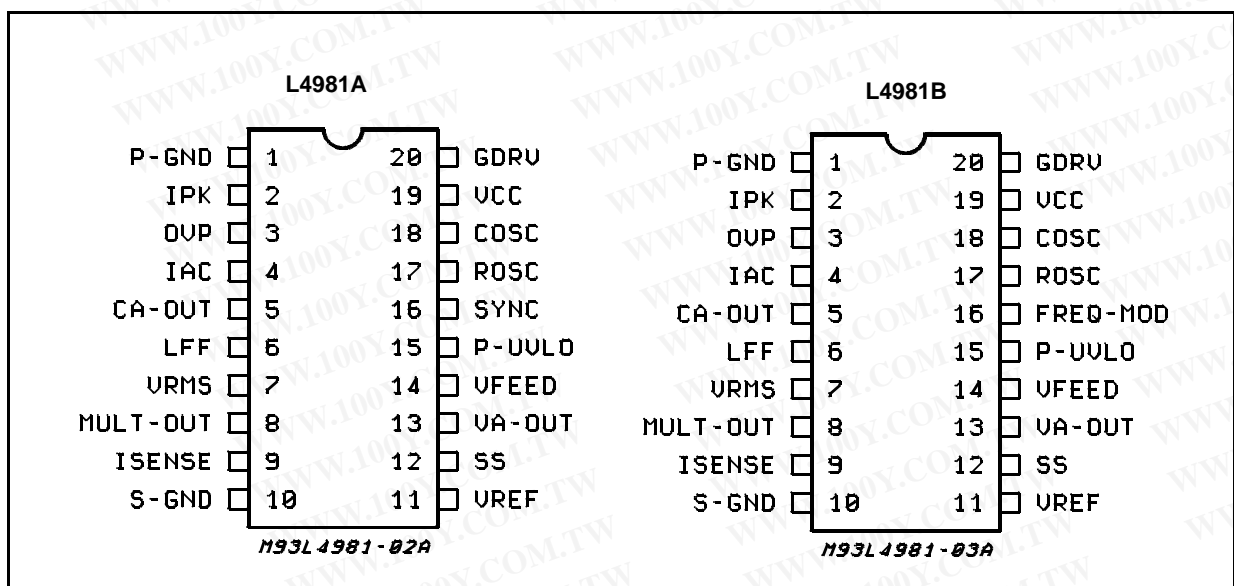 L4981A
P-GND 1 20 GDRV
IPK 2 19 VCC
OVP 3 18 COSC
IAC 4 17 ROSC
CA-OUT 5 16 SYNC
LFF 6 15 P-UVLO
VRMS 7 14 VFEED
MULT-OUT 8 13 VA-OUT
ISENSE 9 12 SS
S-GND 10 11 VREF
M93L4981-02A
L4981B
P-GND 1 20 GDRV
IPK 2 19 VCC
OVP 3 18 COSC
IAC 4 17 ROSC
CA-OUT 5 16 FREQ-MOD
LFF 6 15 P-UVLO
VRMS 7 14 VFEED
MULT-OUT 8 13 VA-OUT
ISENSE 9 12 SS
S-GND 10 11 VREF
M93L4981-03A
WWW.100Y.COM.TW